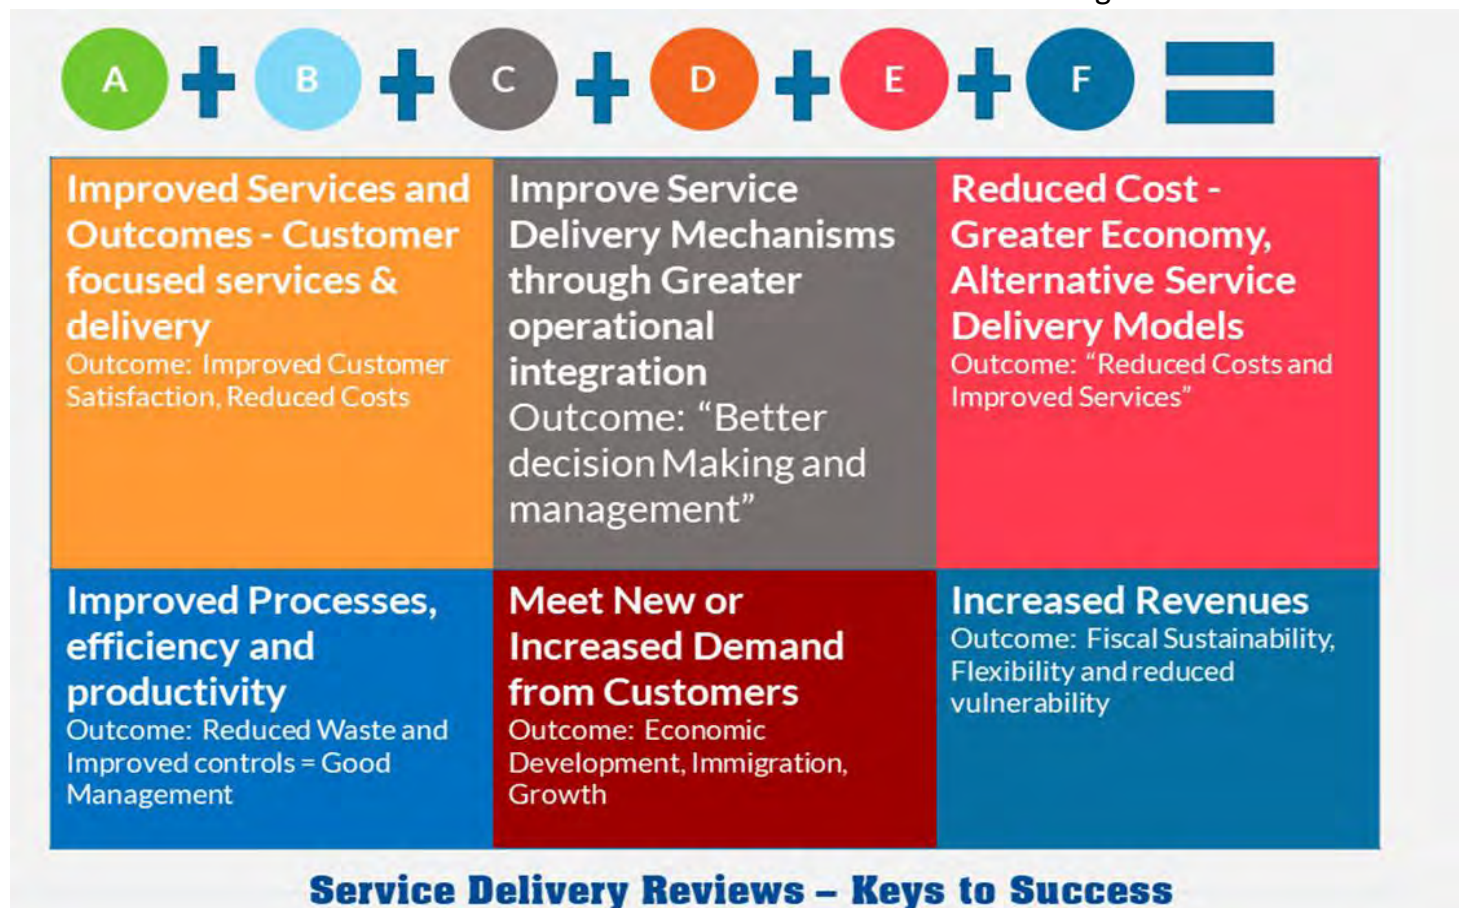 A + B + C + D + E + F =
Improved Services and
Outcomes - Customer
focused services &
delivery
Outcome: Improved Customer
Satisfaction, Reduced Costs
Improve Service
Delivery Mechanisms
through Greater
operational
integration
Outcome: “Better
decision Making and
management”
Reduced Cost -
Greater Economy,
Alternative Service
Delivery Models
Outcome: “Reduced Costs and
Improved Services”
Improved Processes,
efficiency and
productivity
Outcome: Reduced Waste and
Improved controls = Good
Management
Meet New or
Increased Demand
from Customers
Outcome: Economic
Development, Immigration,
Growth
Increased Revenues
Outcome: Fiscal Sustainability,
Flexibility and reduced
vulnerability
Service Delivery Reviews – Keys to Success